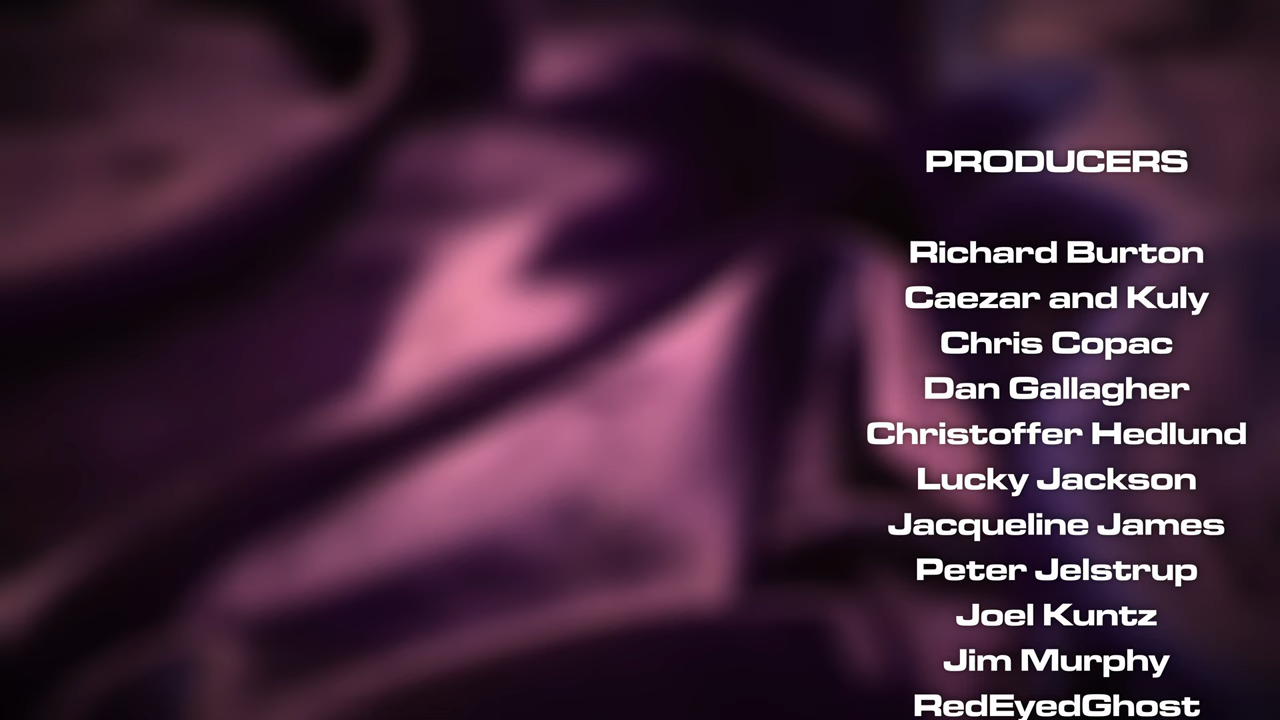 PRODUCERS
Richard Burton
Caezar and Kuly
Chris Copac
Dan Gallagher
Christoffer Hedlund
Lucky Jackson
Jacqueline James
Peter Jelstrup
Joel Kuntz
Jim Murphy
RedEyedGhost